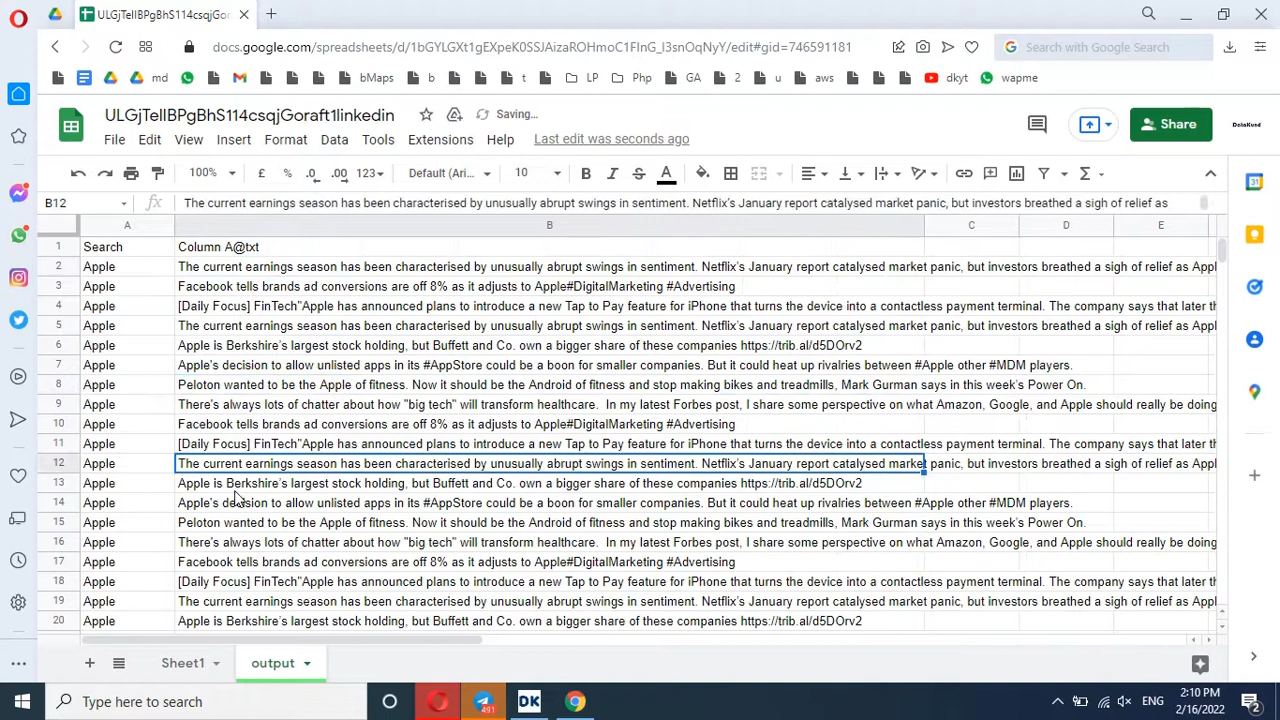 ULGjTellBPgBhS114csqjGor
docs.google.com/spreadsheets/d/1bGYLGXt1gEXpeK0SSJAizaROHmoC1FlnG_l3snOqNyY/edit#gid=746591181
Search with Google Search
md
bMaps
b
t
LP
Php
GA
2
u
aws
dkyt
wapme
ULGjTellBPgBhS114csqjGoraft1linkedin
Saving...
File Edit View Insert Format Data Tools Extensions Help Last edit was seconds ago
Share
DataKund
100% £ % .0 .00 123 Default (Ari... 10 B I S A
B12 fx The current earnings season has been characterised by unusually abrupt swings in sentiment. Netflix's January report catalysed market panic, but investors breathed a sigh of relief as
A B C D E
1 Search Column A@txt
2 Apple The current earnings season has been characterised by unusually abrupt swings in sentiment. Netflix's January report catalysed market panic, but investors breathed a sigh of relief as Appl
3 Apple Facebook tells brands ad conversions are off 8% as it adjusts to Apple#DigitalMarketing #Advertising
4 Apple [Daily Focus] FinTech"Apple has announced plans to introduce a new Tap to Pay feature for iPhone that turns the device into a contactless payment terminal. The company says that later th
5 Apple The current earnings season has been characterised by unusually abrupt swings in sentiment. Netflix's January report catalysed market panic, but investors breathed a sigh of relief as Appl
6 Apple Apple is Berkshire's largest stock holding, but Buffett and Co. own a bigger share of these companies https://trib.al/d5DOrv2
7 Apple Apple's decision to allow unlisted apps in its #AppStore could be a boon for smaller companies. But it could heat up rivalries between #Apple other #MDM players.
8 Apple Peloton wanted to be the Apple of fitness. Now it should be the Android of fitness and stop making bikes and treadmills, Mark Gurman says in this week's Power On.
9 Apple There's always lots of chatter about how "big tech" will transform healthcare. In my latest Forbes post, I share some perspective on what Amazon, Google, and Apple should really be doing
10 Apple Facebook tells brands ad conversions are off 8% as it adjusts to Apple#DigitalMarketing #Advertising
11 Apple [Daily Focus] FinTech"Apple has announced plans to introduce a new Tap to Pay feature for iPhone that turns the device into a contactless payment terminal. The company says that later th
12 Apple The current earnings season has been characterised by unusually abrupt swings in sentiment. Netflix's January report catalysed market panic, but investors breathed a sigh of relief as Appl
13 Apple Apple is Berkshire's largest stock holding, but Buffett and Co. own a bigger share of these companies https://trib.al/d5DOrv2
14 Apple Apple's decision to allow unlisted apps in its #AppStore could be a boon for smaller companies. But it could heat up rivalries between #Apple other #MDM players.
15 Apple Peloton wanted to be the Apple of fitness. Now it should be the Android of fitness and stop making bikes and treadmills, Mark Gurman says in this week's Power On.
16 Apple There's always lots of chatter about how "big tech" will transform healthcare. In my latest Forbes post, I share some perspective on what Amazon, Google, and Apple should really be doing
17 Apple Facebook tells brands ad conversions are off 8% as it adjusts to Apple#DigitalMarketing #Advertising
18 Apple [Daily Focus] FinTech"Apple has announced plans to introduce a new Tap to Pay feature for iPhone that turns the device into a contactless payment terminal. The company says that later th
19 Apple The current earnings season has been characterised by unusually abrupt swings in sentiment. Netflix's January report catalysed market panic, but investors breathed a sigh of relief as Appl
20 Apple Apple is Berkshire's largest stock holding, but Buffett and Co. own a bigger share of these companies https://trib.al/d5DOrv2
Sheet1 output
Type here to search
491
DK
ENG
2:10 PM
2/16/2022
2